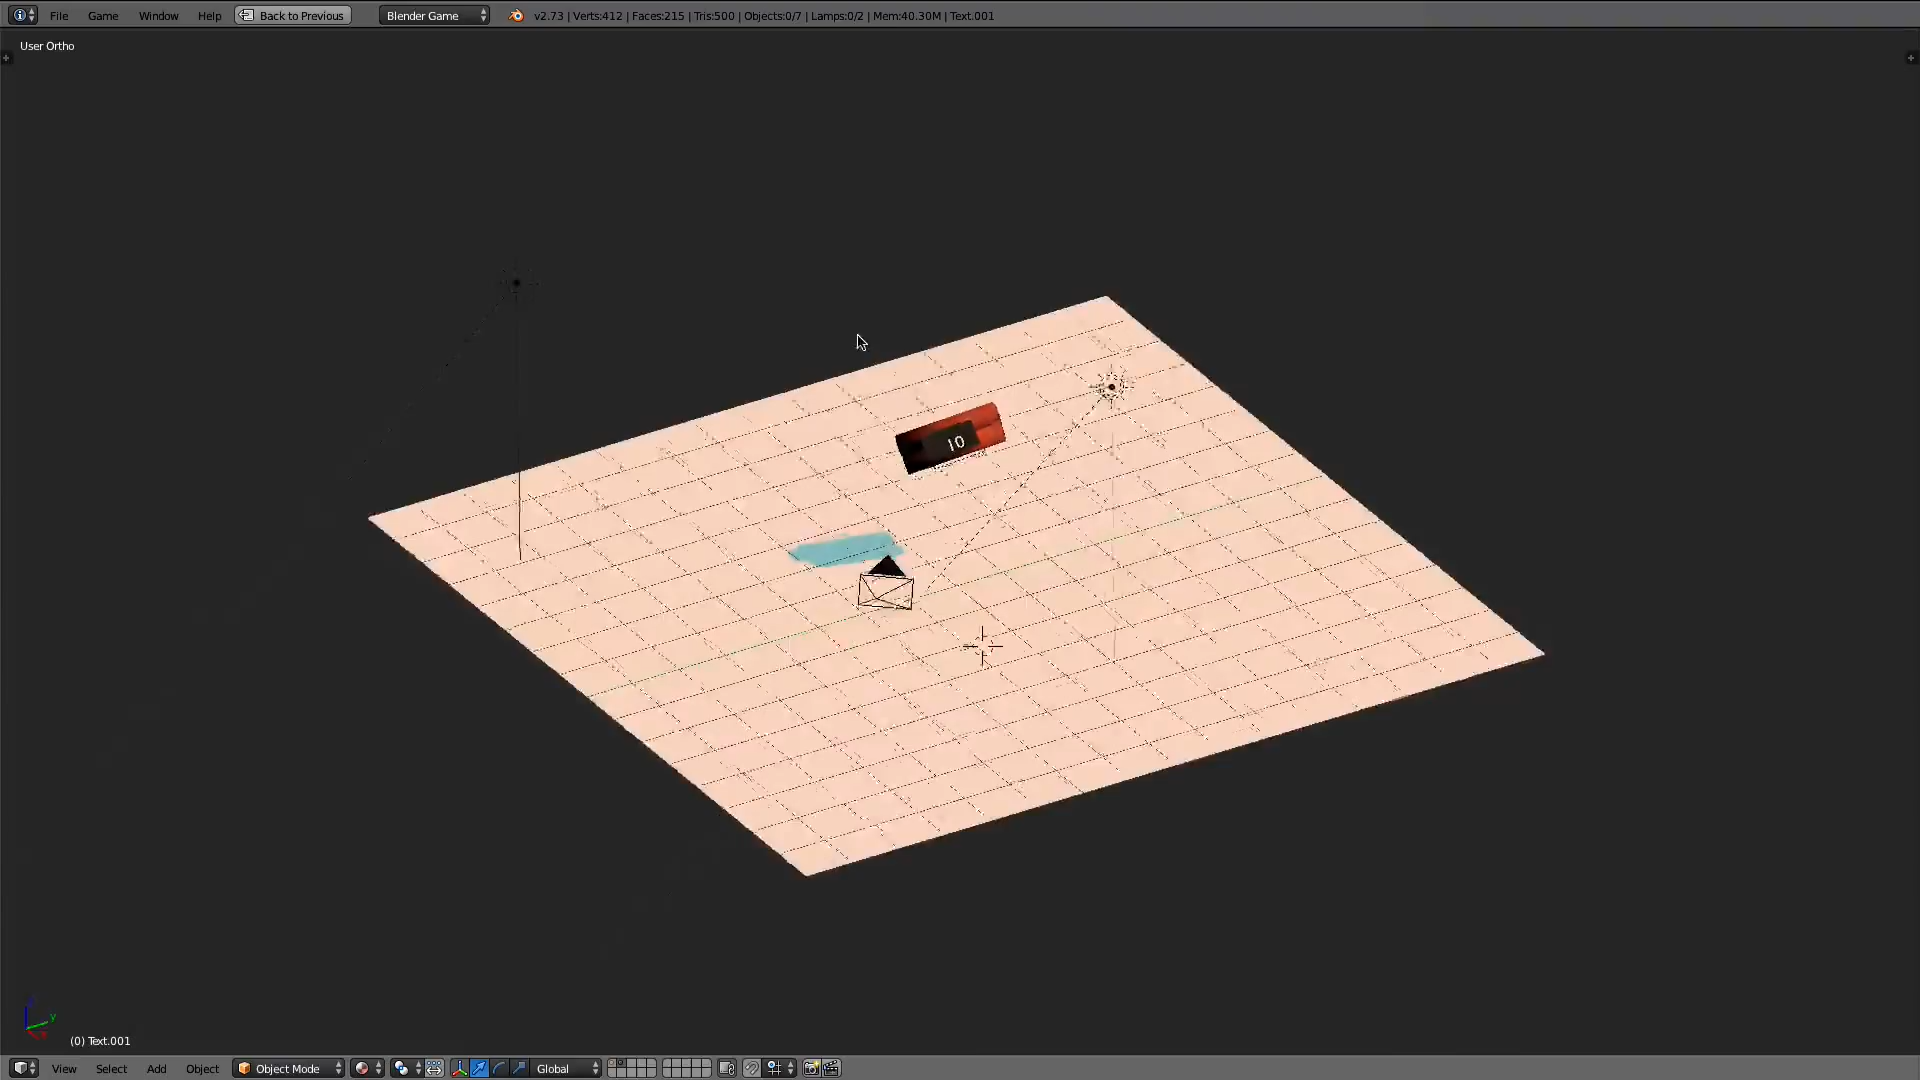 File Game Window Help Back to Previous Blender Game v2.73 | Verts:412 | Faces:215 | Tris:500 | Objects:0/7 | Lamps:0/2 | Mem:40.30M | Text.001
User Ortho
10
y
(0) Text.001
View Select Add Object Object Mode Global